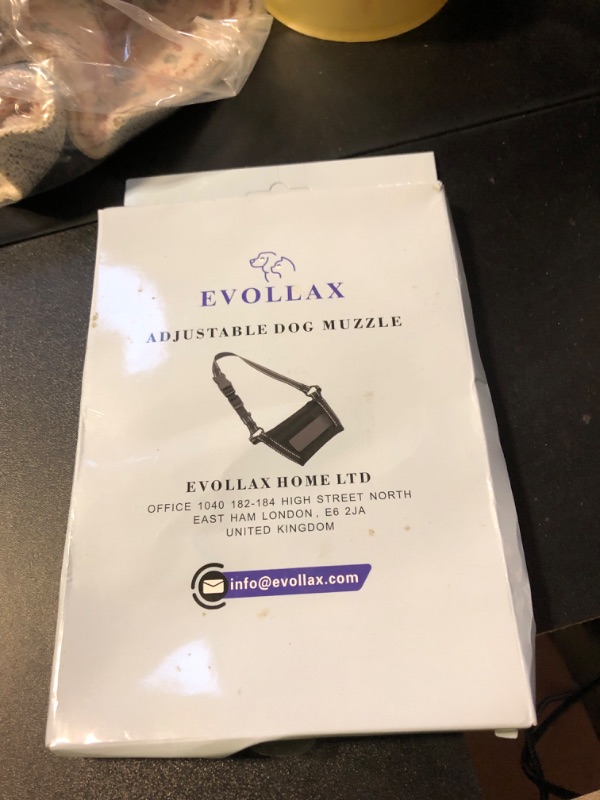 EVOLLAX
ADJUSTABLE DOG MUZZLE
EVOLLAX HOME LTD
OFFICE 1040 182-184 HIGH STREET NORTH
EAST HAM LONDON, E6 2JA
UNITED KINGDOM
info@evollax.com